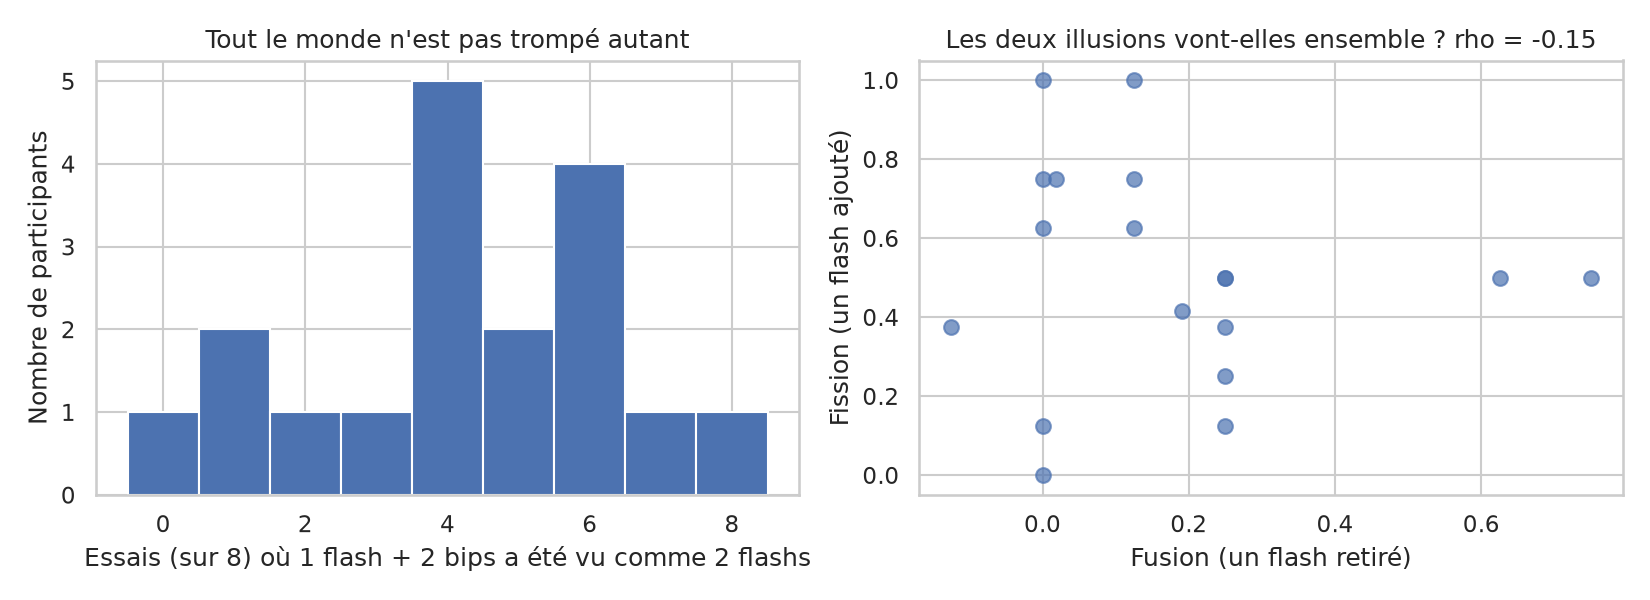 Tout le monde n'est pas trompé autant
Nombre de participants
5
4
3
2
1
0
0 2 4 6 8
Essais (sur 8) où 1 flash + 2 bips a été vu comme 2 flashs
Les deux illusions vont-elles ensemble ? rho = -0.15
Fission (un flash ajouté)
1.0
0.8
0.6
0.4
0.2
0.0
0.0 0.2 0.4 0.6
Fusion (un flash retiré)